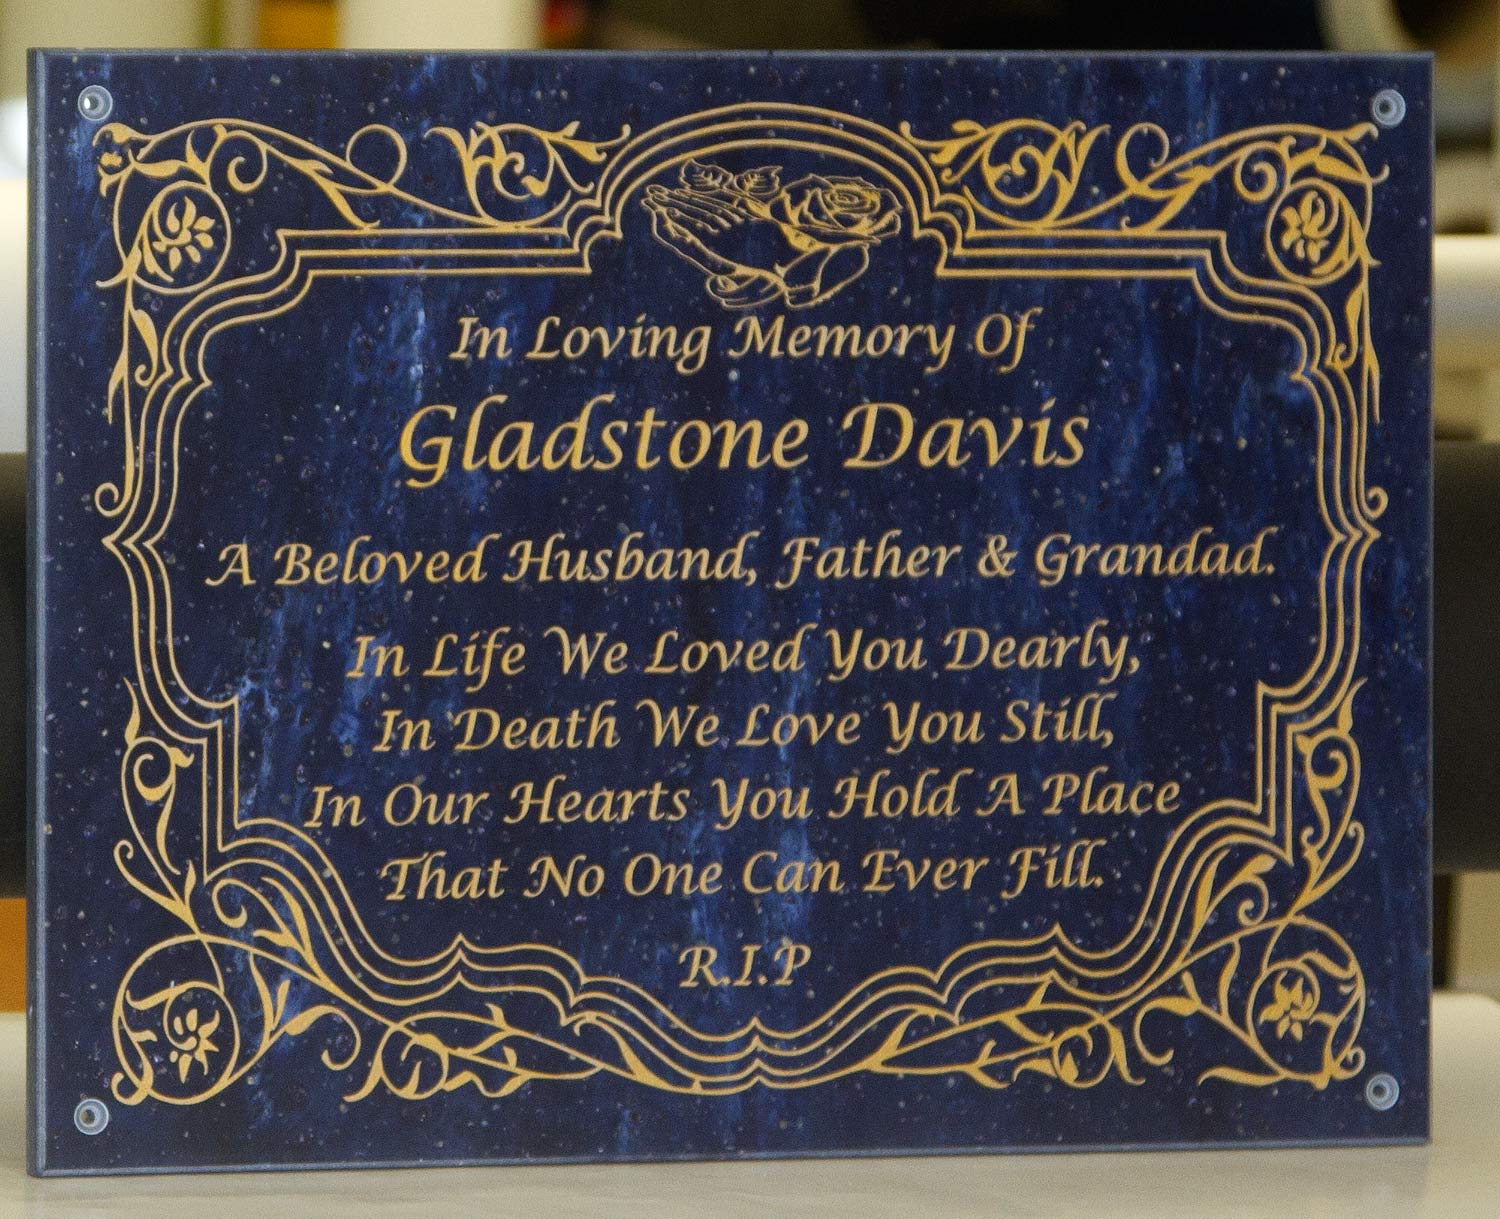 In Loving Memory Of
Gladstone Davis
A Beloved Husband, Father & Grandad.
In Life We Loved You Dearly,
In Death We Love You Still,
In Our Hearts You Hold A Place
That No One Can Ever Fill.
R.I.P